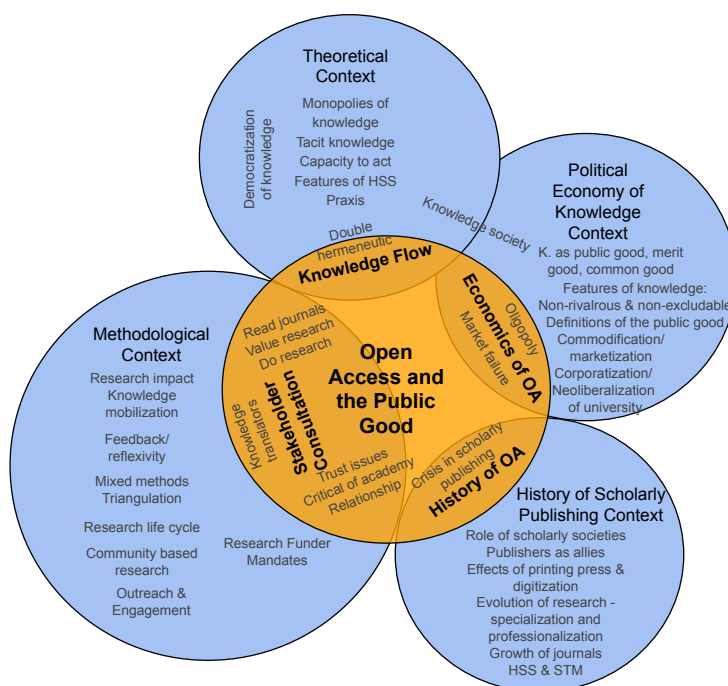 Theoretical
Context
Monopolies of
knowledge
Tacit knowledge
Capacity to act
Features of HSS
Praxis
Democratization
of knowledge
Double
hermeneutic
Knowledge Flow
Knowledge society
Political
Economy of
Knowledge
Context
K. as public good, merit
good, common good
Features of knowledge:
Non-rivalrous & non-excludable
Definitions of the public good
Commodification/
marketization
Corporatization/
Neoliberalization
of university
Oligopoly
Economics of OA
Market failure
Methodological
Context
Research impact
Knowledge
mobilization
Feedback/
reflexivity
Mixed methods
Triangulation
Research life cycle
Community based
research
Outreach &
Engagement
Research Funder
Mandates
Read journals
Value research
Do research
Knowledge
translators
Stakeholder
Consultation
Trust issues
Critical of academy
Relationship
Open
Access and
the Public
Good
Crisis in scholarly
publishing
History of OA
History of Scholarly
Publishing Context
Role of scholarly societies
Publishers as allies
Effects of printing press &
digitization
Evolution of research -
specialization and
professionalization
Growth of journals
HSS & STM